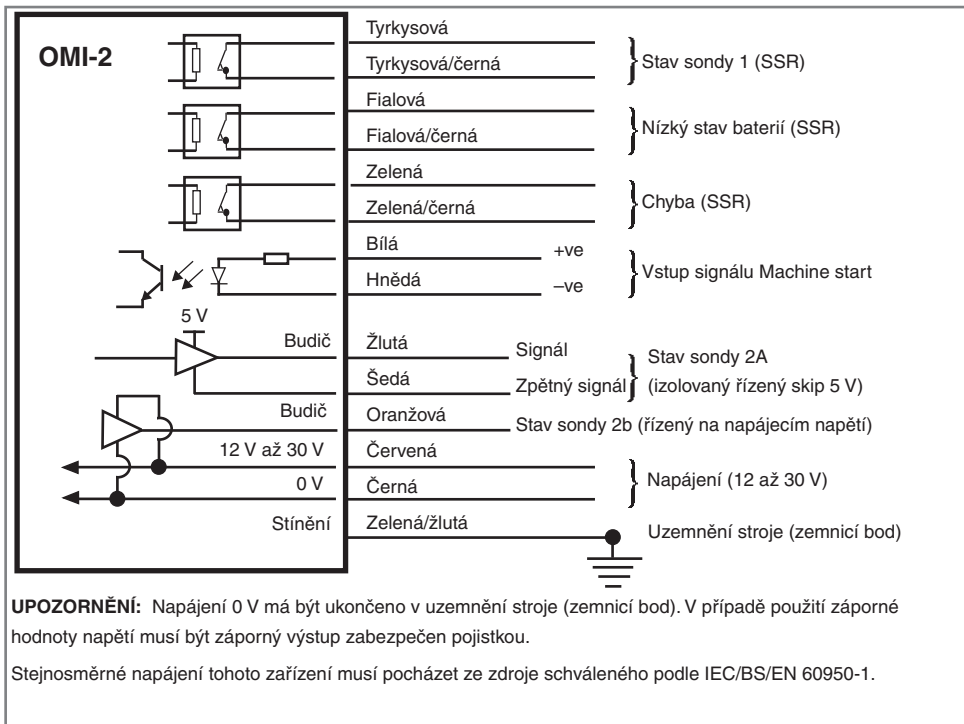 OMI-2
Tyrkysová
Tyrkysová/černá
Stav sondy 1 (SSR)
Fialová
Fialová/černá
Nízký stav baterií (SSR)
Zelená
Zelená/černá
Chyba (SSR)
Bílá
+ve
Hnědá
–ve
Vstup signálu Machine start
5 V
Budič
Žlutá
Signál
Šedá
Zpětný signál
Stav sondy 2A
(izolovaný řízený skip 5 V)
Budič
Oranžová
Stav sondy 2b (řízený na napájecím napětí)
12 V až 30 V
Červená
0 V
Černá
Napájení (12 až 30 V)
Stínění
Zelená/žlutá
Uzemnění stroje (zemnicí bod)
UPOZORNĚNÍ: Napájení 0 V má být ukončeno v uzemnění stroje (zemnicí bod). V případě použití záporné
hodnoty napětí musí být záporný výstup zabezpečen pojistkou.
Stejnosměrné napájení tohoto zařízení musí pocházet ze zdroje schváleného podle IEC/BS/EN 60950-1.